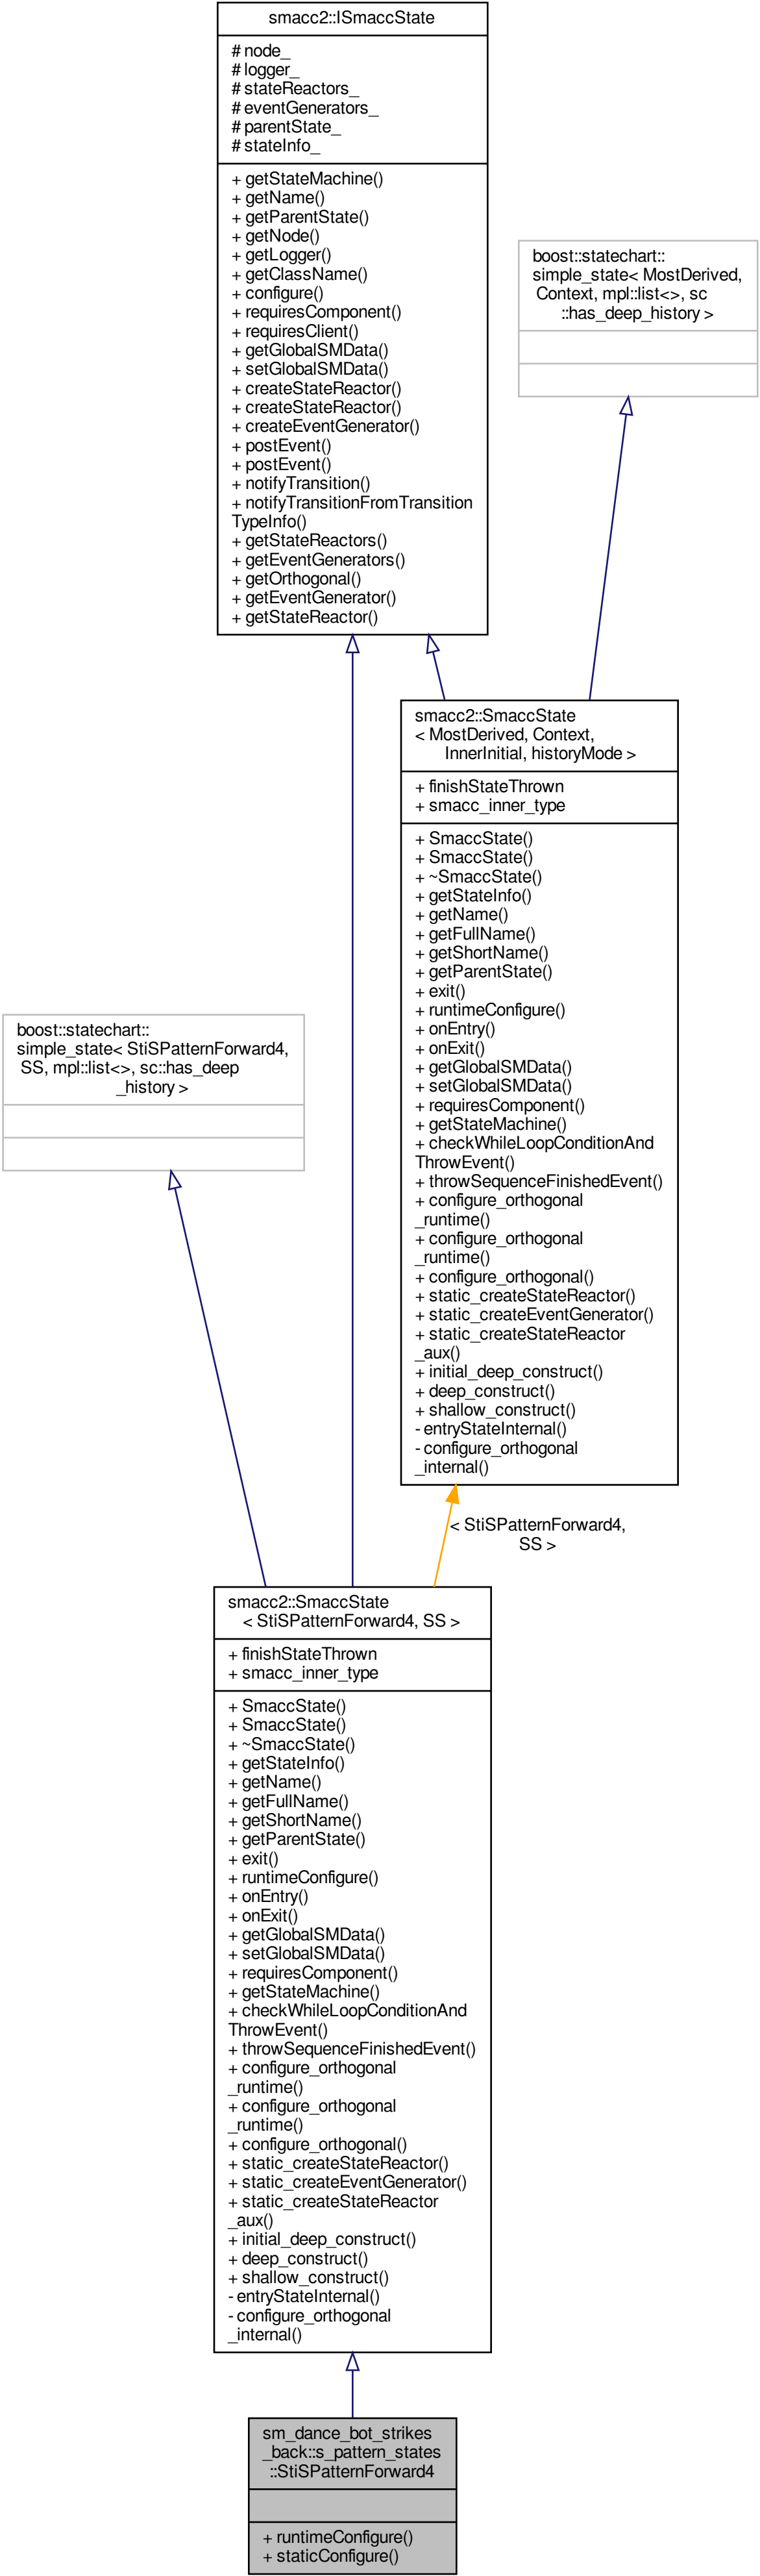 smacc2::ISmaccState
# node_
# logger_
# stateReactors_
# eventGenerators_
# parentState_
# stateInfo_
+ getStateMachine()
+ getName()
+ getParentState()
+ getNode()
+ getLogger()
+ getClassName()
+ configure()
+ requiresComponent()
+ requiresClient()
+ getGlobalSMData()
+ setGlobalSMData()
+ createStateReactor()
+ createStateReactor()
+ createEventGenerator()
+ postEvent()
+ postEvent()
+ notifyTransition()
+ notifyTransitionFromTransition
TypeInfo()
+ getStateReactors()
+ getEventGenerators()
+ getOrthogonal()
+ getEventGenerator()
+ getStateReactor()
boost::statechart::
simple_state< MostDerived,
Context, mpl::list<>, sc
::has_deep_history >
smacc2::SmaccState
< MostDerived, Context,
InnerInitial, historyMode >
+ finishStateThrown
+ smacc_inner_type
+ SmaccState()
+ SmaccState()
+ ~SmaccState()
+ getStateInfo()
+ getName()
+ getFullName()
+ getShortName()
+ getParentState()
+ exit()
+ runtimeConfigure()
+ onEntry()
+ onExit()
+ getGlobalSMData()
+ setGlobalSMData()
+ requiresComponent()
+ getStateMachine()
+ checkWhileLoopConditionAnd
ThrowEvent()
+ throwSequenceFinishedEvent()
+ configure_orthogonal
_runtime()
+ configure_orthogonal
_runtime()
+ configure_orthogonal()
+ static_createStateReactor()
+ static_createEventGenerator()
+ static_createStateReactor
_aux()
+ initial_deep_construct()
+ deep_construct()
+ shallow_construct()
- entryStateInternal()
- configure_orthogonal
_internal()
boost::statechart::
simple_state< StiSPatternForward4,
SS, mpl::list<>, sc::has_deep
_history >
< StiSPatternForward4,
SS >
smacc2::SmaccState
< StiSPatternForward4, SS >
+ finishStateThrown
+ smacc_inner_type
+ SmaccState()
+ SmaccState()
+ ~SmaccState()
+ getStateInfo()
+ getName()
+ getFullName()
+ getShortName()
+ getParentState()
+ exit()
+ runtimeConfigure()
+ onEntry()
+ onExit()
+ getGlobalSMData()
+ setGlobalSMData()
+ requiresComponent()
+ getStateMachine()
+ checkWhileLoopConditionAnd
ThrowEvent()
+ throwSequenceFinishedEvent()
+ configure_orthogonal
_runtime()
+ configure_orthogonal
_runtime()
+ configure_orthogonal()
+ static_createStateReactor()
+ static_createEventGenerator()
+ static_createStateReactor
_aux()
+ initial_deep_construct()
+ deep_construct()
+ shallow_construct()
- entryStateInternal()
- configure_orthogonal
_internal()
sm_dance_bot_strikes
_back::s_pattern_states
::StiSPatternForward4
+ runtimeConfigure()
+ staticConfigure()